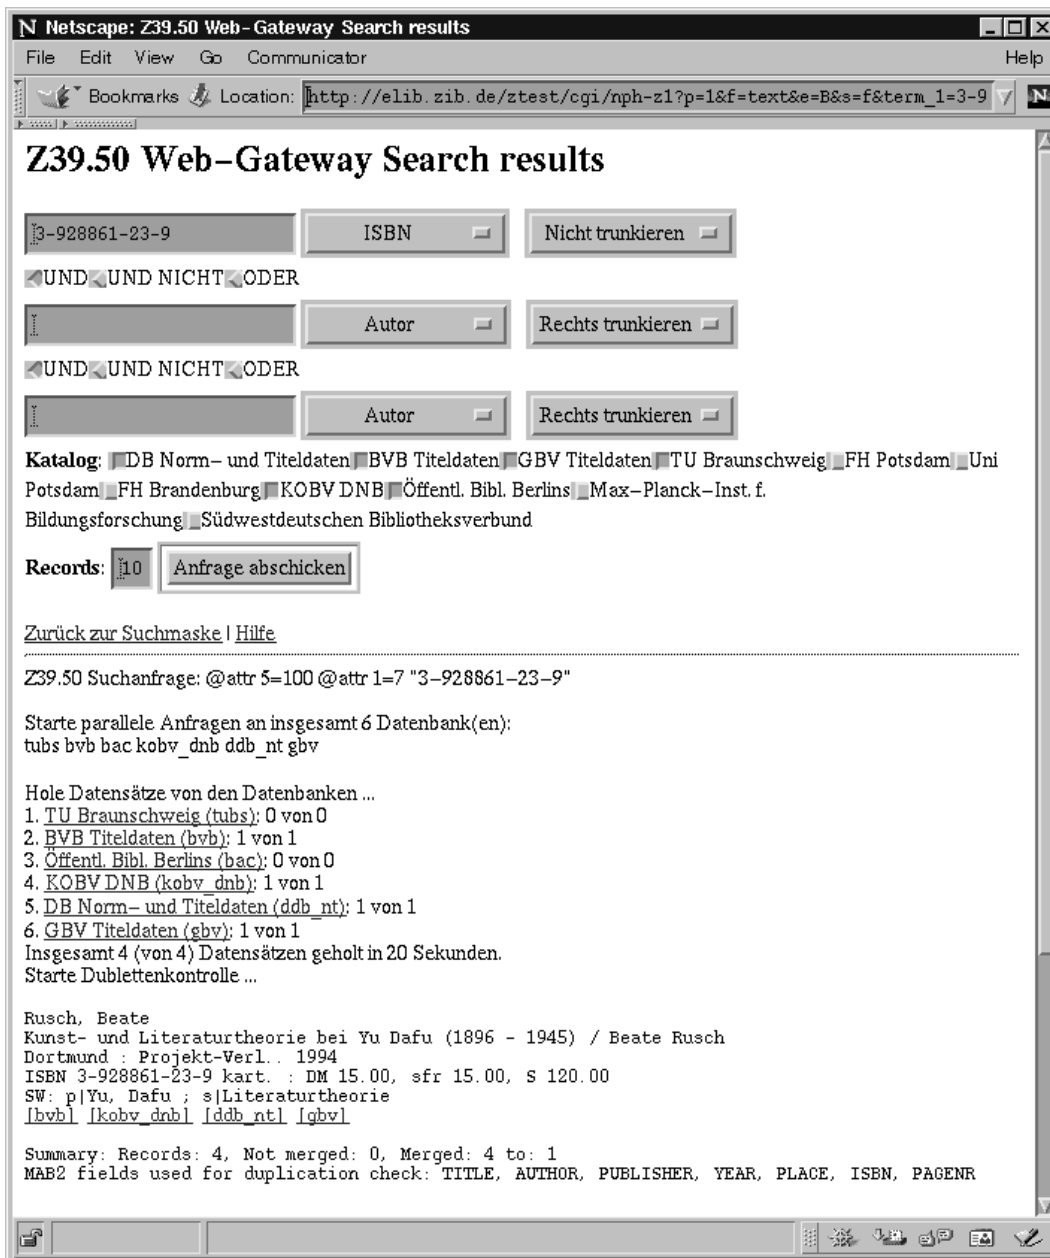 N Netscape: Z39.50 Web-Gateway Search results
File Edit View Go Communicator Help
Bookmarks Location: http://elib.zib.de/ztest/cgi/nph-z1?p=1&f=text&e=B&s=f&term_1=3-9 N
Z39.50 Web-Gateway Search results
3-928861-23-9 ISBN Nicht trunkieren
UND UND NICHT ODER
Autor Rechts trunkieren
UND UND NICHT ODER
Autor Rechts trunkieren
Katalog: DB Norm- und Titeldaten BVB Titeldaten GBV Titeldaten TU Braunschweig FH Potsdam Uni
Potsdam FH Brandenburg KOBV DNB Öffentl. Bibl. Berlins Max-Planck-Inst. f.
Bildungsforschung Südwestdeutschen Bibliotheksverbund
Records: 10 Anfrage abschicken
Zurück zur Suchmaske | Hilfe
Z39.50 Suchanfrage: @attr 5=100 @attr 1=7 "3-928861-23-9"
Starte parallele Anfragen an insgesamt 6 Datenbank(en):
tubs bvb bac kobv_dnb ddb_nt gbv
Hole Datensätze von den Datenbanken ...
1. TU Braunschweig (tubs): 0 von 0
2. BVB Titeldaten (bvb): 1 von 1
3. Öffentl. Bibl. Berlins (bac): 0 von 0
4. KOBV DNB (kobv_dnb): 1 von 1
5. DB Norm- und Titeldaten (ddb_nt): 1 von 1
6. GBV Titeldaten (gbv): 1 von 1
Insgesamt 4 (von 4) Datensätzen geholt in 20 Sekunden.
Starte Dublettenkontrolle ...
Rusch, Beate
Kunst- und Literaturtheorie bei Yu Dafu (1896 - 1945) / Beate Rusch
Dortmund : Projekt-Verl.. 1994
ISBN 3-928861-23-9 kart. : DM 15.00, sfr 15.00, S 120.00
SW: p|Yu, Dafu ; s|Literaturtheorie
[bvb] [kobv_dnb] [ddb_nt] [gbv]
Summary: Records: 4, Not merged: 0, Merged: 4 to: 1
MAB2 fields used for duplication check: TITLE, AUTHOR, PUBLISHER, YEAR, PLACE, ISBN, PAGENR